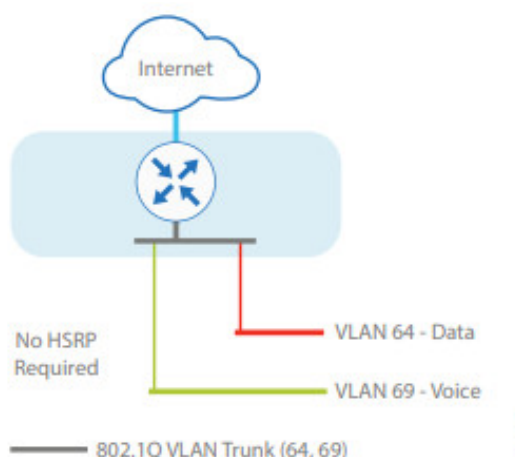 Internet
No HSRP
Required
VLAN 64 - Data
VLAN 69 - Voice
802.1Q VLAN Trunk (64, 69)